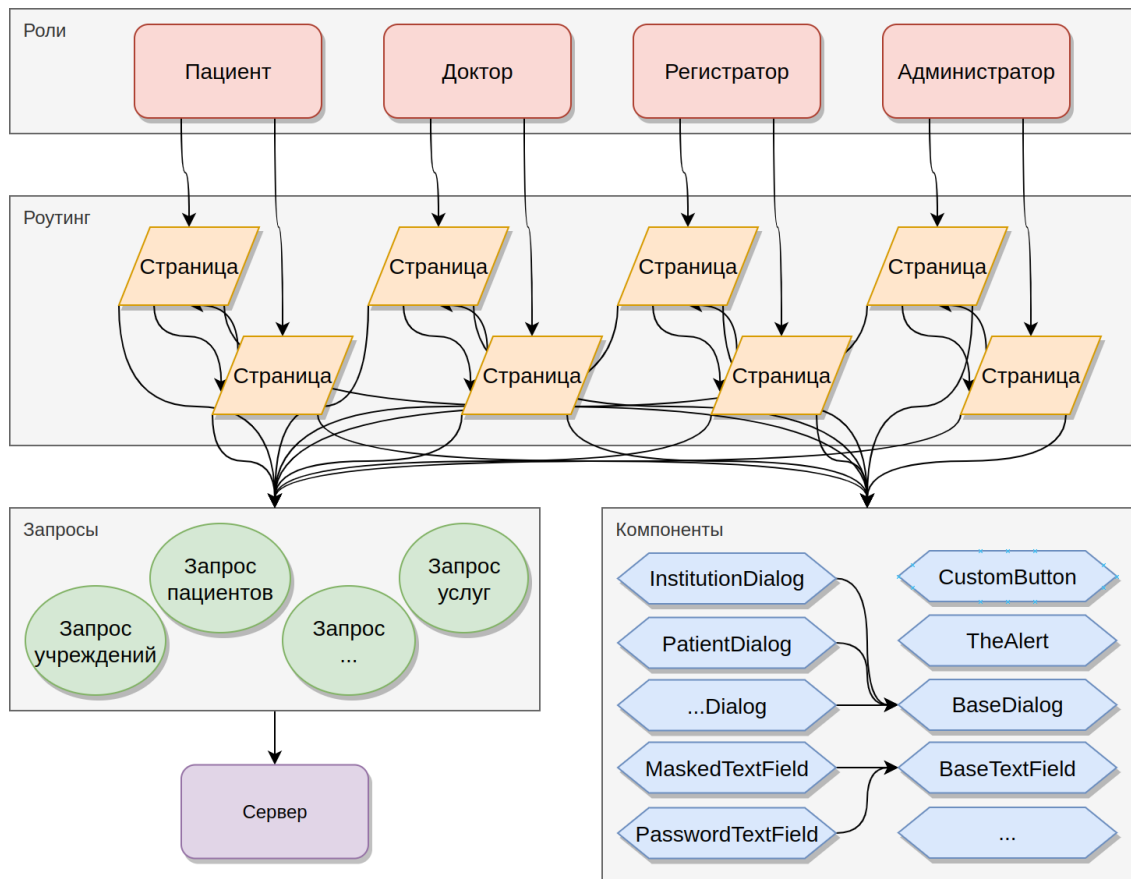 Роли
Пациент
Доктор
Регистратор
Администратор
Роутинг
Страница
Страница
Страница
Страница
Страница
Страница
Страница
Страница
Запросы
Запрос
пациентов
Запрос
услуг
Запрос
учреждений
Запрос
...
Сервер
Компоненты
InstitutionDialog
CustomButton
PatientDialog
TheAlert
...Dialog
BaseDialog
MaskedTextField
BaseTextField
PasswordTextField
...